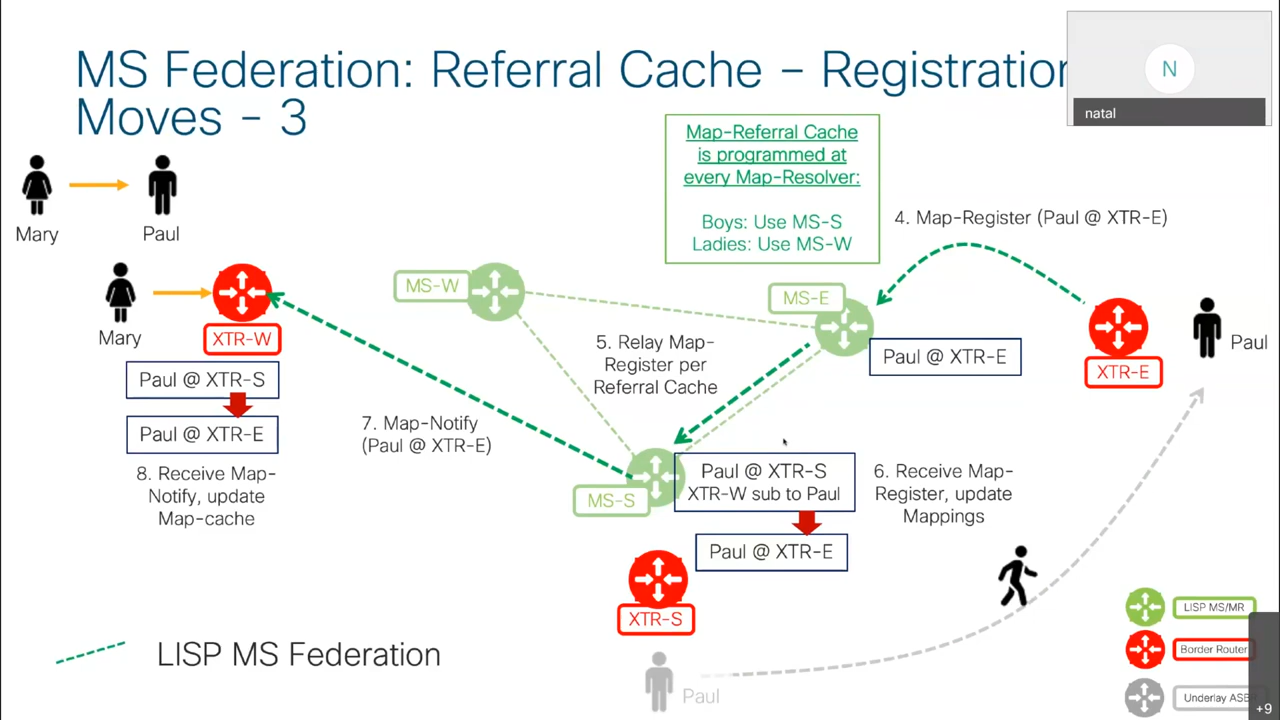 MS Federation: Referral Cache – Registration
Moves - 3
N
natal
Map-Referral Cache
is programmed at
every Map-Resolver:
Boys: Use MS-S
Ladies: Use MS-W
4. Map-Register (Paul @ XTR-E)
Mary
Paul
MS-W
MS-E
Mary
XTR-W
Paul @ XTR-S
Paul @ XTR-E
8. Receive Map-
Notify, update
Map-cache
5. Relay Map-
Register per
Referral Cache
Paul @ XTR-E
XTR-E
Paul
7. Map-Notify
(Paul @ XTR-E)
MS-S
Paul @ XTR-S
XTR-W sub to Paul
Paul @ XTR-E
6. Receive Map-
Register, update
Mappings
XTR-S
Paul
LISP MS Federation
LISP MS/MR
Border Router
Underlay
+9